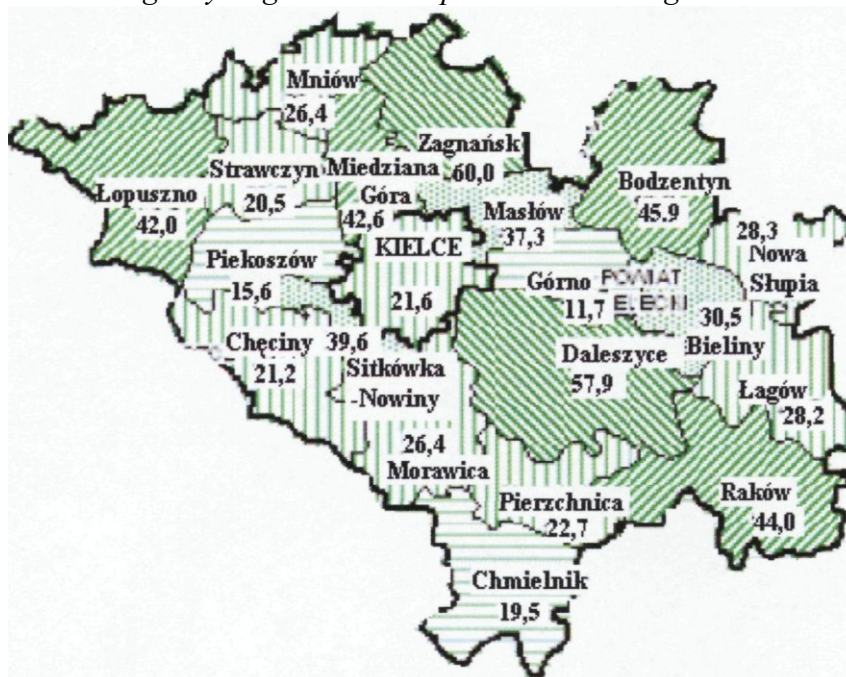 Mniów
26,4
Zagnańsk
60,0
Strawczyn
20,5
Miedziana
Góra
42,6
Łopuszno
42,0
Bodzentyn
45.9
Masłów
37,3
KIELCE
21,6
Piekoszów
15,6
28,3
Nowa
Słupia
Górno
11,7
POWIAT
30,5
Bieliny
Chęciny
21,2
39,6
Sitkówka
-Nowiny
Daleszyce
57,9
Łagów
28,2
26,4
Morawica
Pierzchnica
22,7
Raków
44,0
Chmielnik
19,5